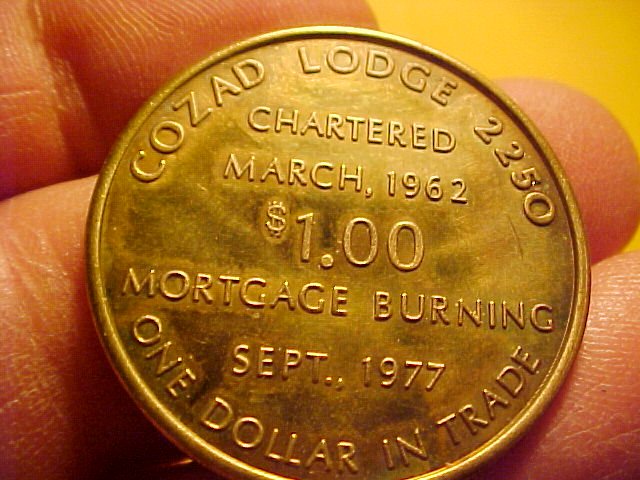 COZAD LODGE 2250
CHARTERED
MARCH, 1962
$1.00
MORTGAGE BURNING
SEPT., 1977
ONE DOLLAR IN TRADE